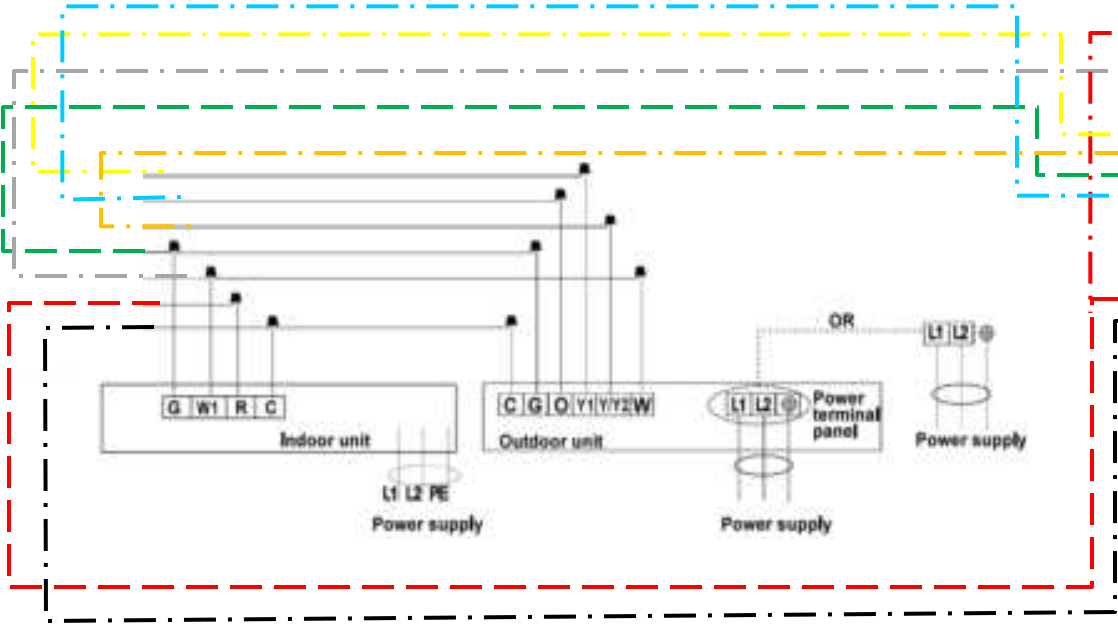 OR
L1 L2
G W1 R C
Indoor unit
L1 L2 PE
Power supply
C G O Y1 Y/Y2 W
Outdoor unit
L1 L2
Power
terminal
panel
Power supply
Power supply